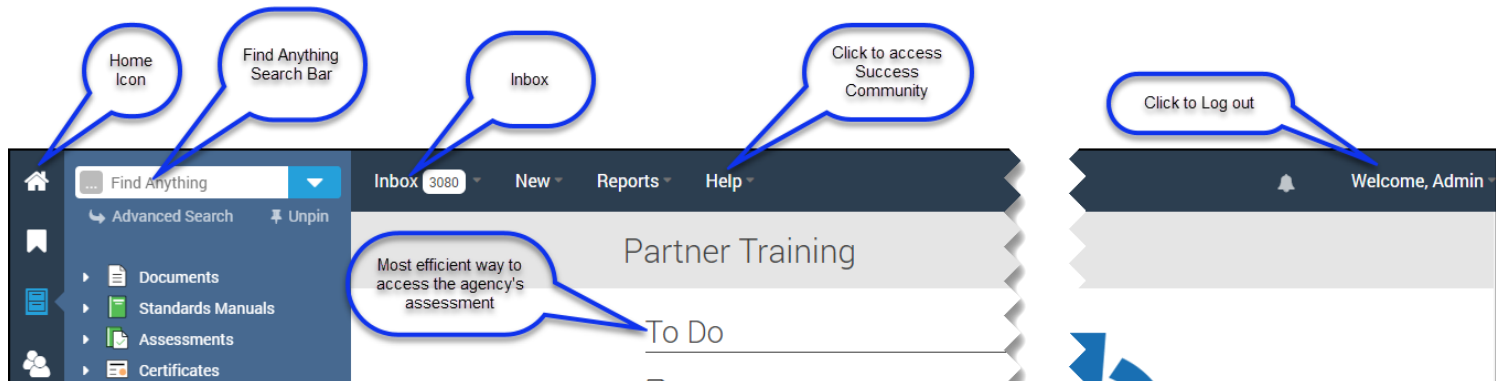 Home
Icon
Find Anything
Search Bar
Inbox
Click to access
Success
Community
Click to Log out
... Find Anything
Inbox 3080 New Reports Help
Welcome, Admin
Advanced Search Unpin
Partner Training
Documents
Standards Manuals
Assessments
Certificates
Most efficient way to
access the agency's
assessment
To Do